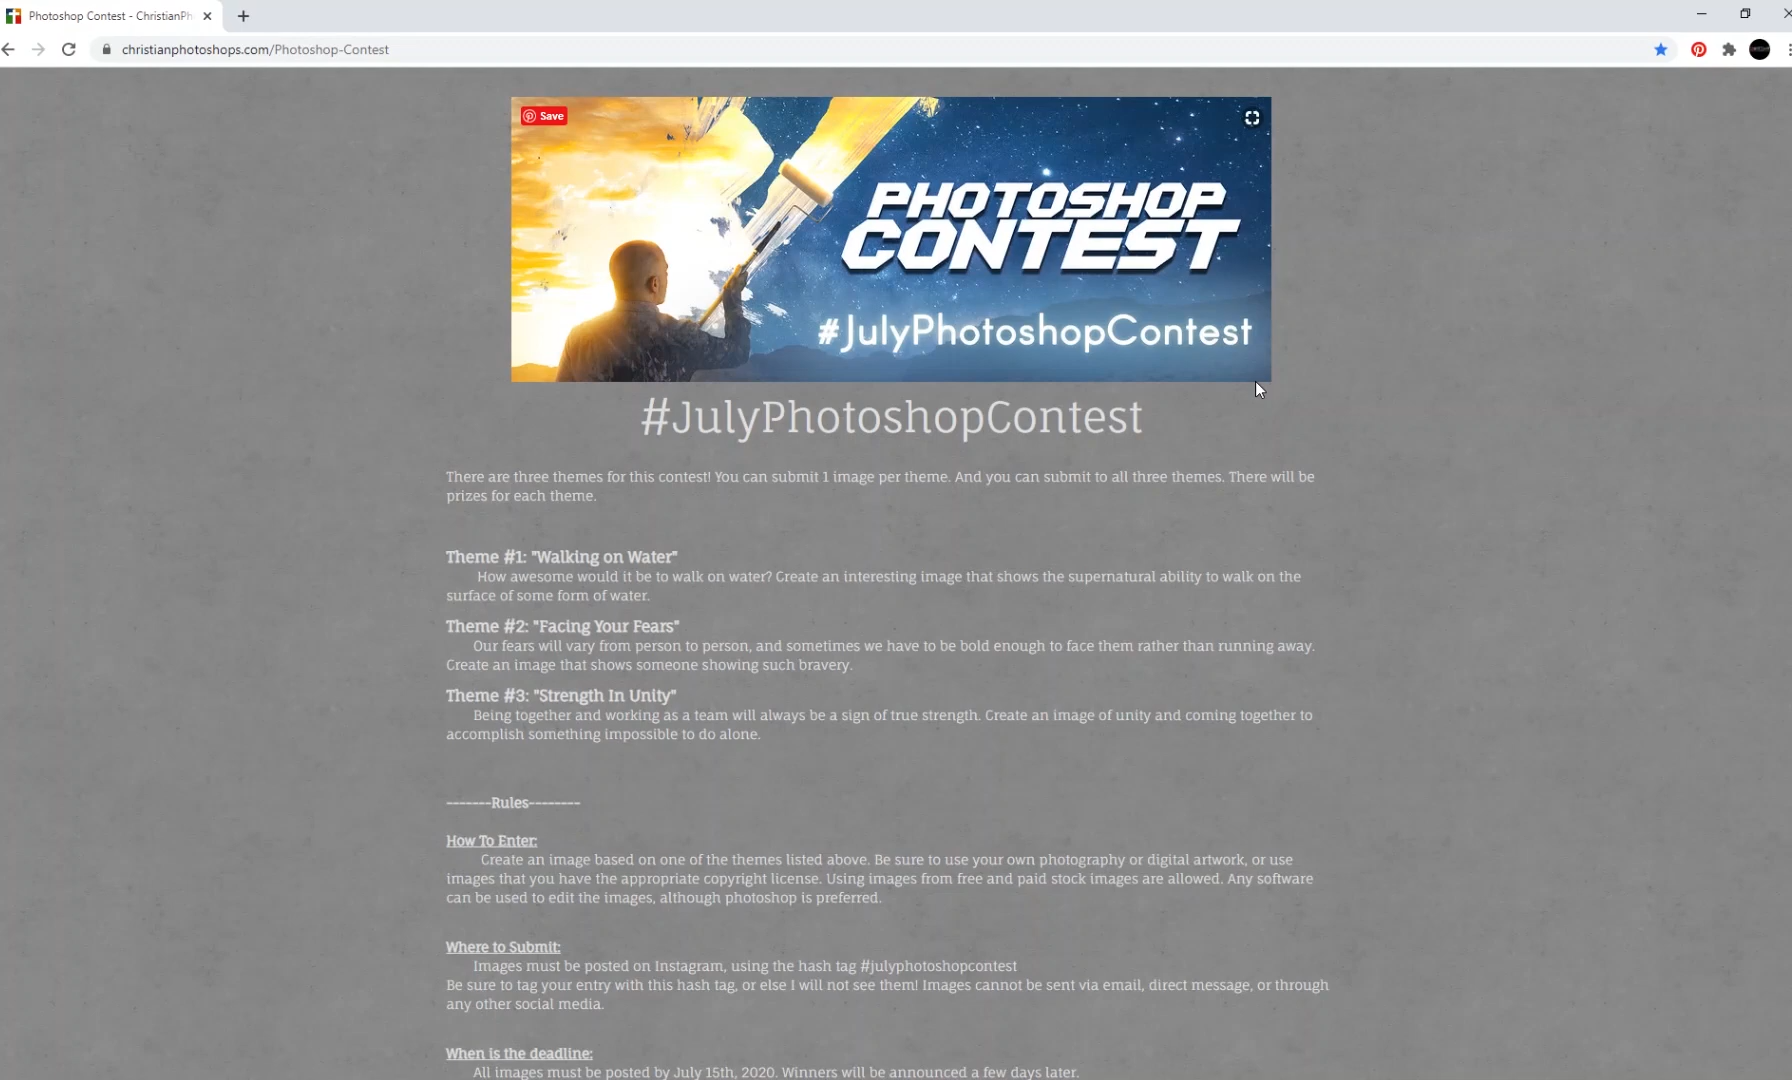 Photoshop Contest - ChristianPh
christianphotoshops.com/Photoshop-Contest
Save
PHOTOSHOP
CONTEST
#JulyPhotoshopContest
#JulyPhotoshopContest
There are three themes for this contest! You can submit 1 image per theme. And you can submit to all three themes. There will be
prizes for each theme.
Theme #1: "Walking on Water"
How awesome would it be to walk on water? Create an interesting image that shows the supernatural ability to walk on the
surface of some form of water.
Theme #2: "Facing Your Fears"
Our fears will vary from person to person, and sometimes we have to be bold enough to face them rather than running away.
Create an image that shows someone showing such bravery.
Theme #3: "Strength In Unity"
Being together and working as a team will always be a sign of true strength. Create an image of unity and coming together to
accomplish something impossible to do alone.
-------Rules--------
How To Enter:
Create an image based on one of the themes listed above. Be sure to use your own photography or digital artwork, or use
images that you have the appropriate copyright license. Using images from free and paid stock images are allowed. Any software
can be used to edit the images, although photoshop is preferred.
Where to Submit:
Images must be posted on Instagram, using the hash tag #julyphotoshopcontest
Be sure to tag your entry with this hash tag, or else I will not see them! Images cannot be sent via email, direct message, or through
any other social media.
When is the deadline:
All images must be posted by July 15th, 2020. Winners will be announced a few days later.